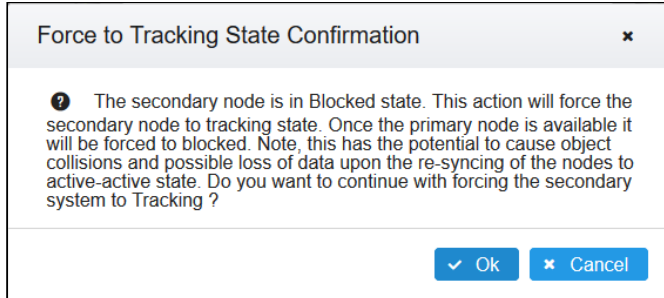 Force to Tracking State Confirmation
The secondary node is in Blocked state. This action will force the
secondary node to tracking state. Once the primary node is available it
will be forced to blocked. Note, this has the potential to cause object
collisions and possible loss of data upon the re-syncing of the nodes to
active-active state. Do you want to continue with forcing the secondary
system to Tracking ?
Ok Cancel